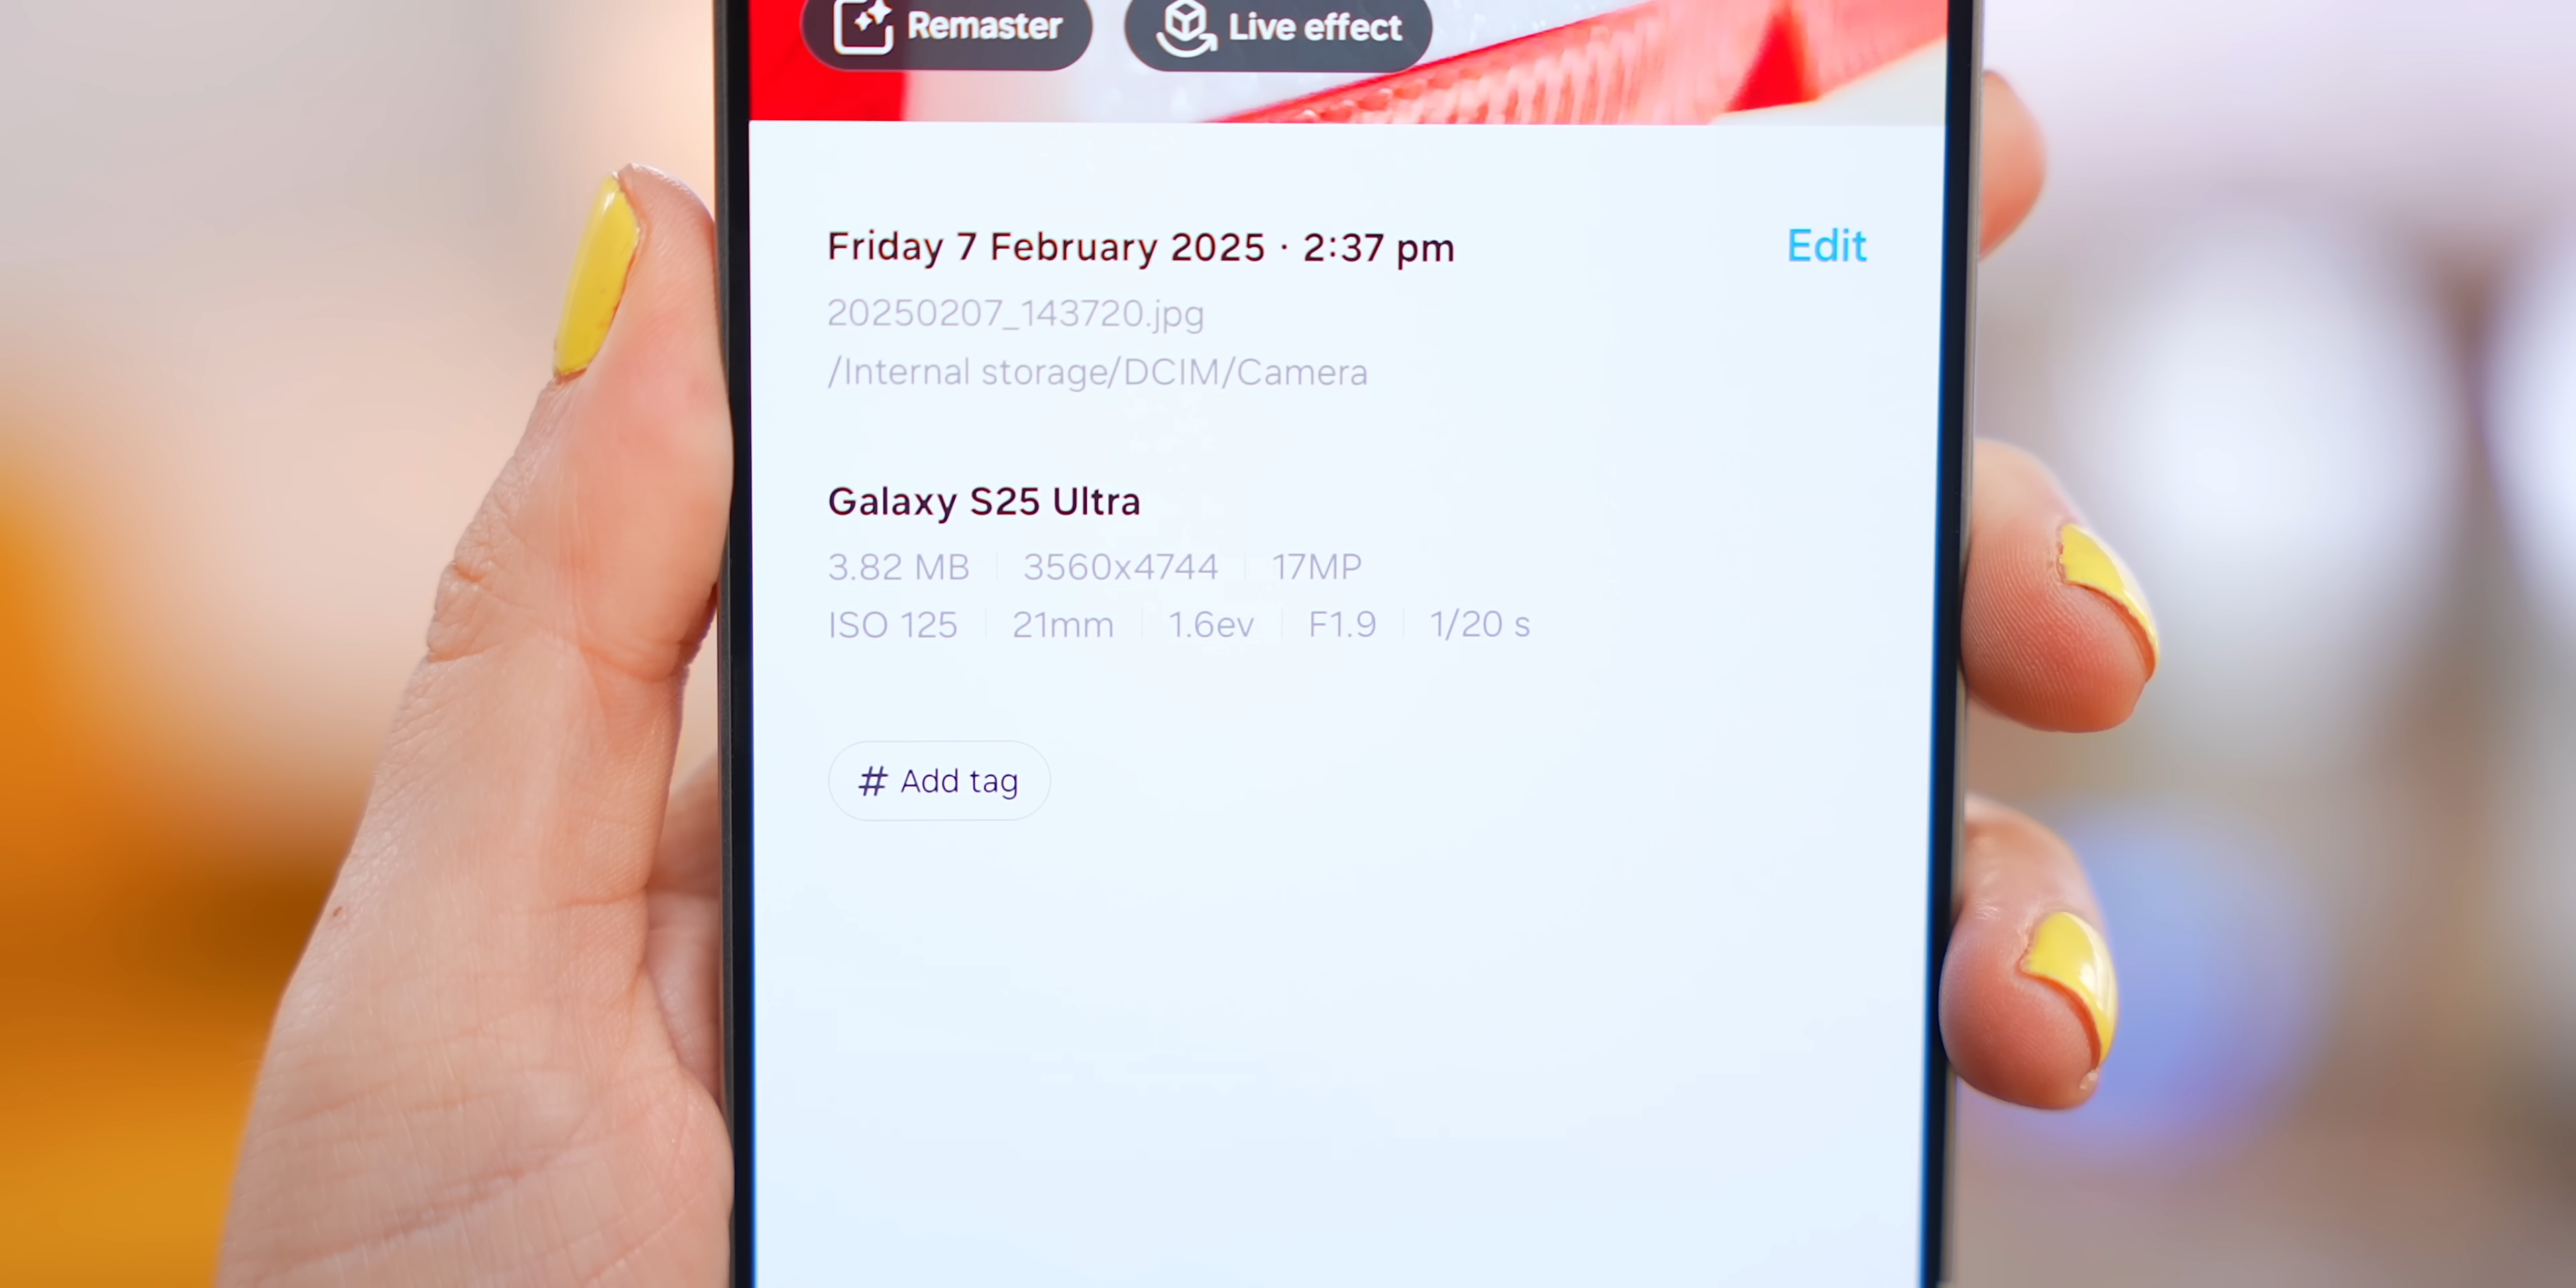 Remaster Live effect
Friday 7 February 2025 · 2:37 pm Edit
20250207_143720.jpg
/Internal storage/DCIM/Camera
Galaxy S25 Ultra
3.82 MB 3560x4744 17MP
ISO 125 21mm 1.6ev F1.9 1/20 s
# Add tag